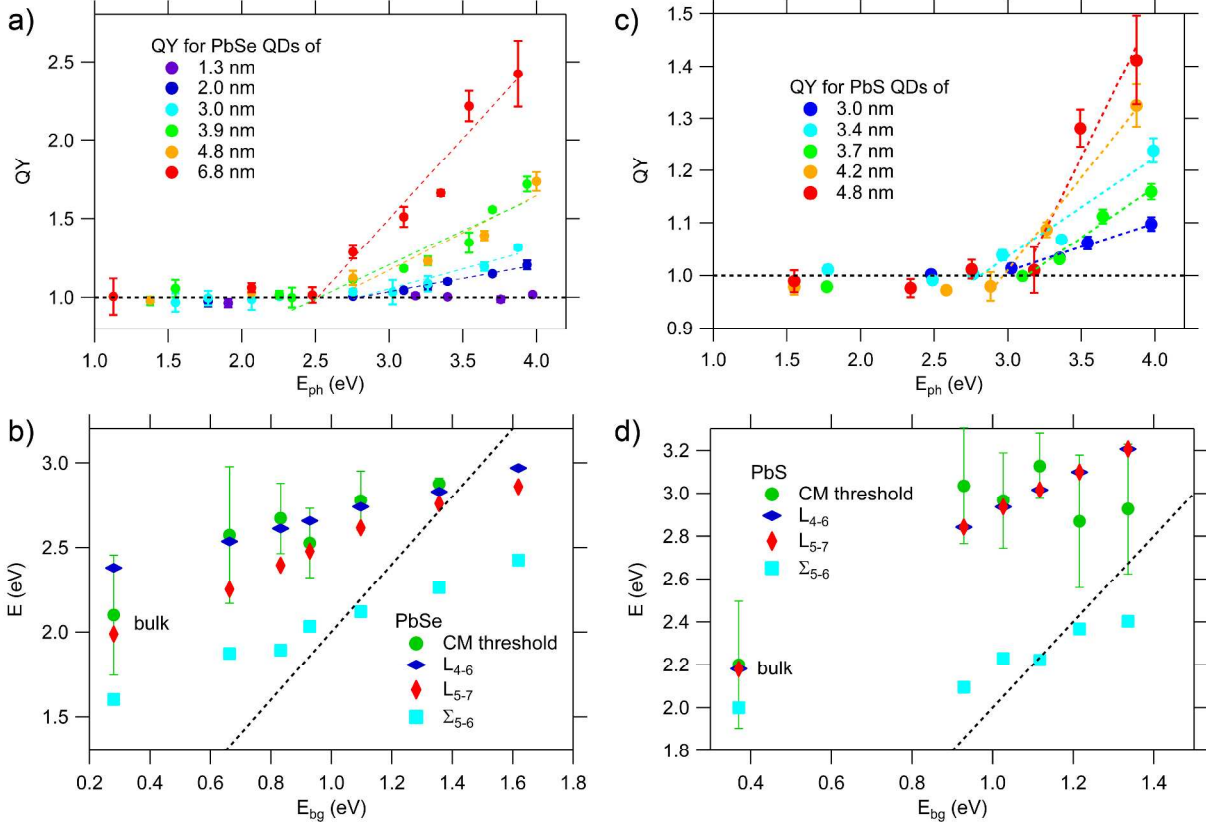 a)
QY for PbSe QDs of
1.3 nm
2.0 nm
3.0 nm
3.9 nm
4.8 nm
6.8 nm
QY
2.5
2.0
1.5
1.0
1.0 1.5 2.0 2.5 3.0 3.5 4.0
E_ph (eV)
c)
QY for PbS QDs of
3.0 nm
3.4 nm
3.7 nm
4.2 nm
4.8 nm
QY
1.5
1.4
1.3
1.2
1.1
1.0
0.9
1.0 1.5 2.0 2.5 3.0 3.5 4.0
E_ph (eV)
b)
E (eV)
3.0
2.5
2.0
1.5
bulk
PbSe
CM threshold
L_4-6
L_5-7
Σ_5-6
0.2 0.4 0.6 0.8 1.0 1.2 1.4 1.6 1.8
E_bg (eV)
d)
PbS
CM threshold
L_4-6
L_5-7
Σ_5-6
E (eV)
3.2
3.0
2.8
2.6
2.4
2.2
2.0
1.8
bulk
0.4 0.6 0.8 1.0 1.2 1.4
E_bg (eV)